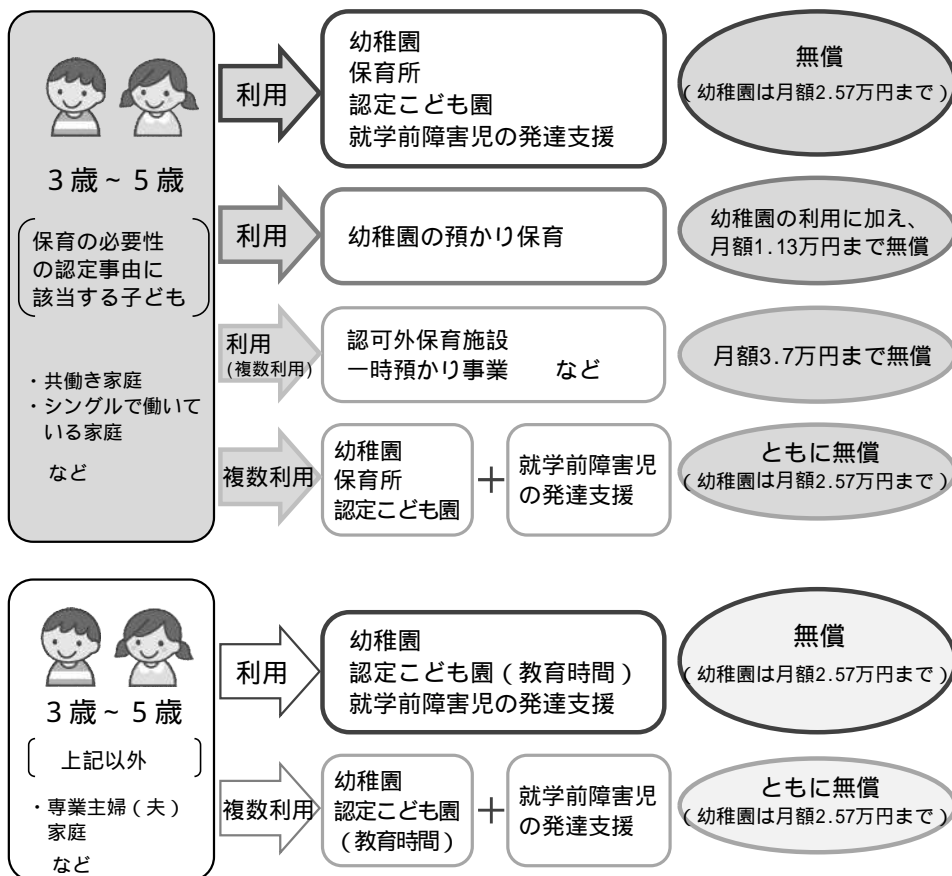 3歳~5歳
保育の必要性
の認定事由に
該当する子ども
・共働き家庭
・シングルで働いて
いる家庭
など
利用
幼稚園
保育所
認定こども園
就学前障害児の発達支援
無償
(幼稚園は月額2.57万円まで)
利用
幼稚園の預かり保育
幼稚園の利用に加え、
月額1.13万円まで無償
利用
(複数利用)
認可外保育施設
一時預かり事業 など
月額3.7万円まで無償
複数利用
幼稚園
保育所
認定こども園
+
就学前障害児
の発達支援
ともに無償
(幼稚園は月額2.57万円まで)
3歳~5歳
上記以外
・専業主婦(夫)
家庭
など
利用
幼稚園
認定こども園(教育時間)
就学前障害児の発達支援
無償
(幼稚園は月額2.57万円まで)
複数利用
幼稚園
認定こども園
(教育時間)
+
就学前障害児
の発達支援
ともに無償
(幼稚園は月額2.57万円まで)